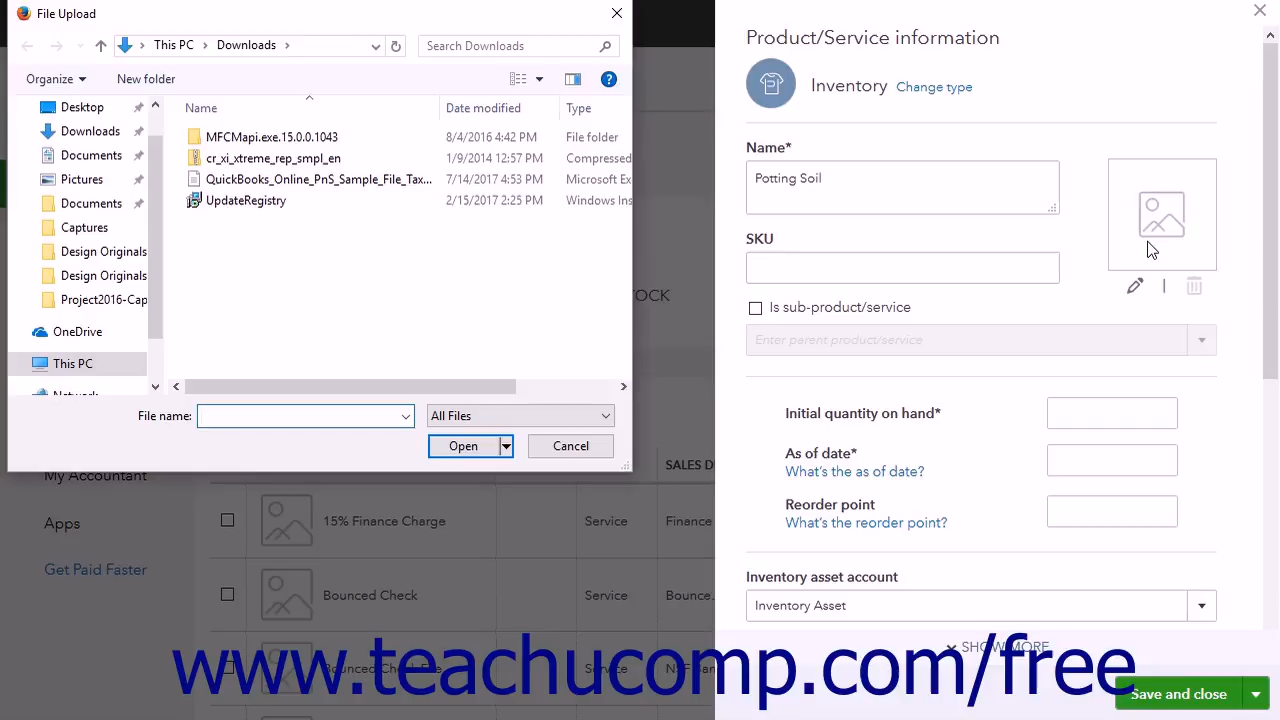 File Upload
This PC
Downloads
Search Downloads
Organize
New folder
Name
Date modified
Type
Desktop
Downloads
Documents
Pictures
Documents
Captures
Design Originals
Design Originals
Project2016-Cap
OneDrive
This PC
MFCMapi.exe.15.0.0.1043 8/4/2016 4:42 PM File folder
cr_xi_xtreme_rep_smpl_en 1/9/2014 12:57 PM Compressed
QuickBooks_Online_PnS_Sample_File_Tax... 7/14/2017 4:53 PM Microsoft Ex
UpdateRegistry 2/15/2017 2:25 PM Windows Ins
File name:
All Files
Open
Cancel
TOCK
My Accountant
Apps
Get Paid Faster
SALES D
15% Finance Charge Service Finance
Bounced Check Service Bounce.
Bounced Check Fee Service NSF Ban
Product/Service information
Inventory Change type
Name*
Potting Soil
SKU
Is sub-product/service
Enter parent product/service
Initial quantity on hand*
As of date*
What's the as of date?
Reorder point
What's the reorder point?
Inventory asset account
Inventory Asset
SHOW MORE
Save and close
www.teachucomp.com/free